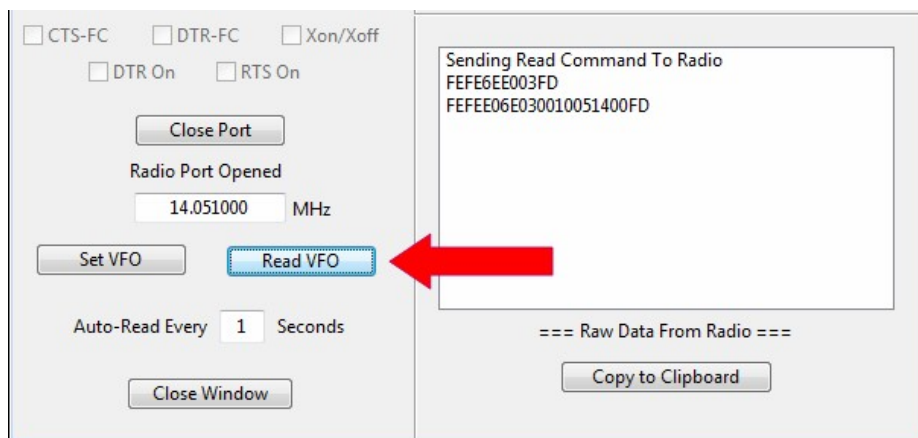 CTS-FC DTR-FC Xon/Xoff
DTR On RTS On
Close Port
Radio Port Opened
14.051000 MHz
Set VFO Read VFO
Auto-Read Every 1 Seconds
Close Window
Sending Read Command To Radio
FEFE6EE003FD
FEFEE06E030010051400FD
=== Raw Data From Radio ===
Copy to Clipboard